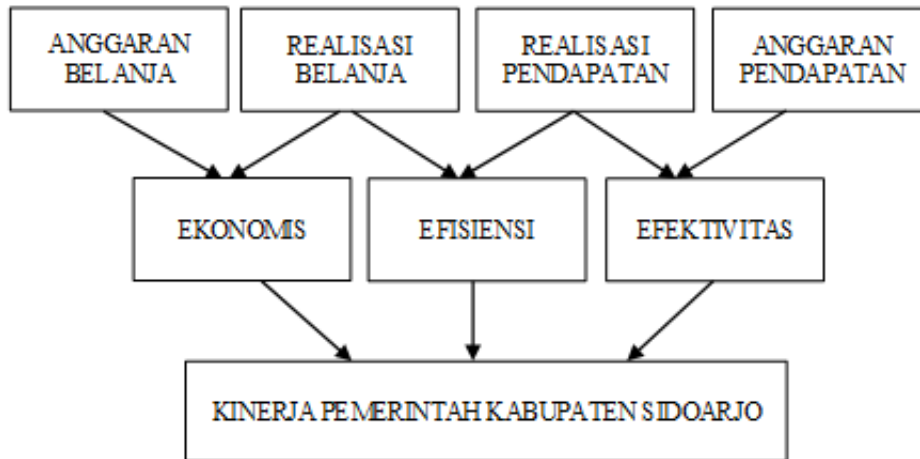 ANGGARAN
BELANJA
REALISASI
BELANJA
REALISASI
PENDAPATAN
ANGGARAN
PENDAPATAN
EKONOMIS
EFISIENSI
EFEKTIVITAS
KINERJA PEMERINTAH KABUPATEN SIDOARJO